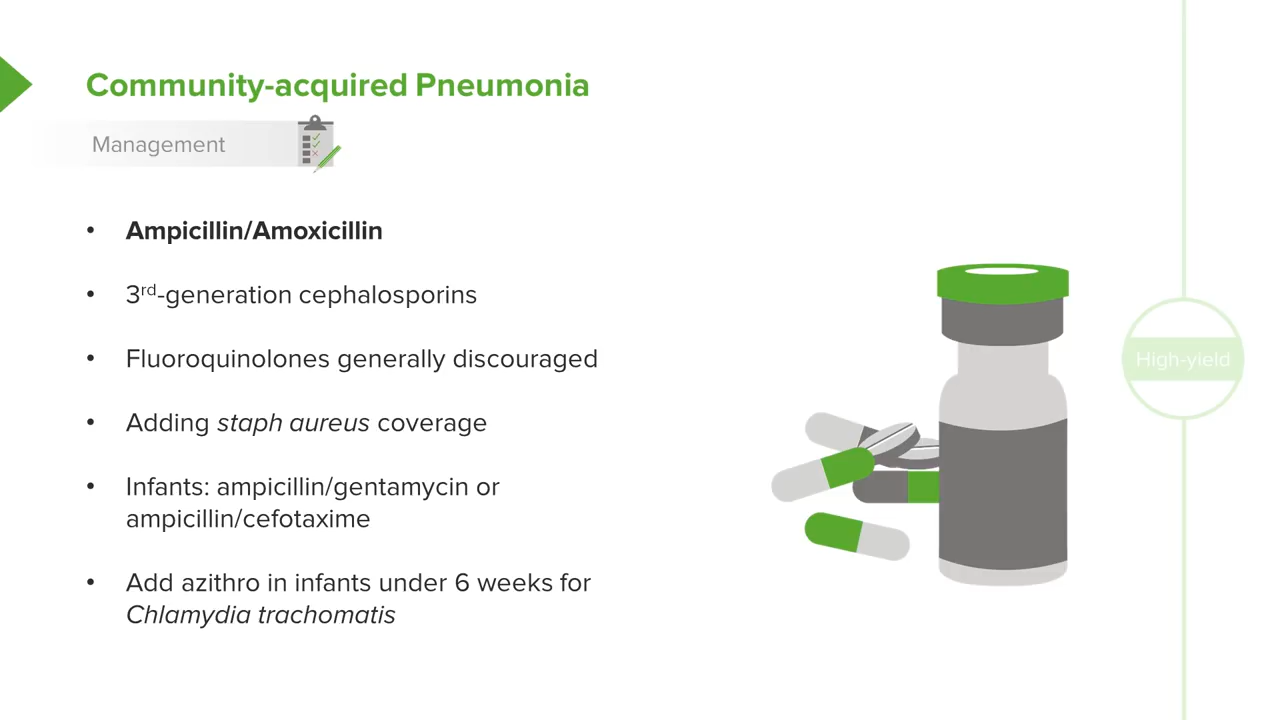 Community-acquired Pneumonia
Management
• Ampicillin/Amoxicillin
• 3rd-generation cephalosporins
• Fluoroquinolones generally discouraged
• Adding staph aureus coverage
• Infants: ampicillin/gentamycin or
ampicillin/cefotaxime
• Add azithro in infants under 6 weeks for
Chlamydia trachomatis
High-yield